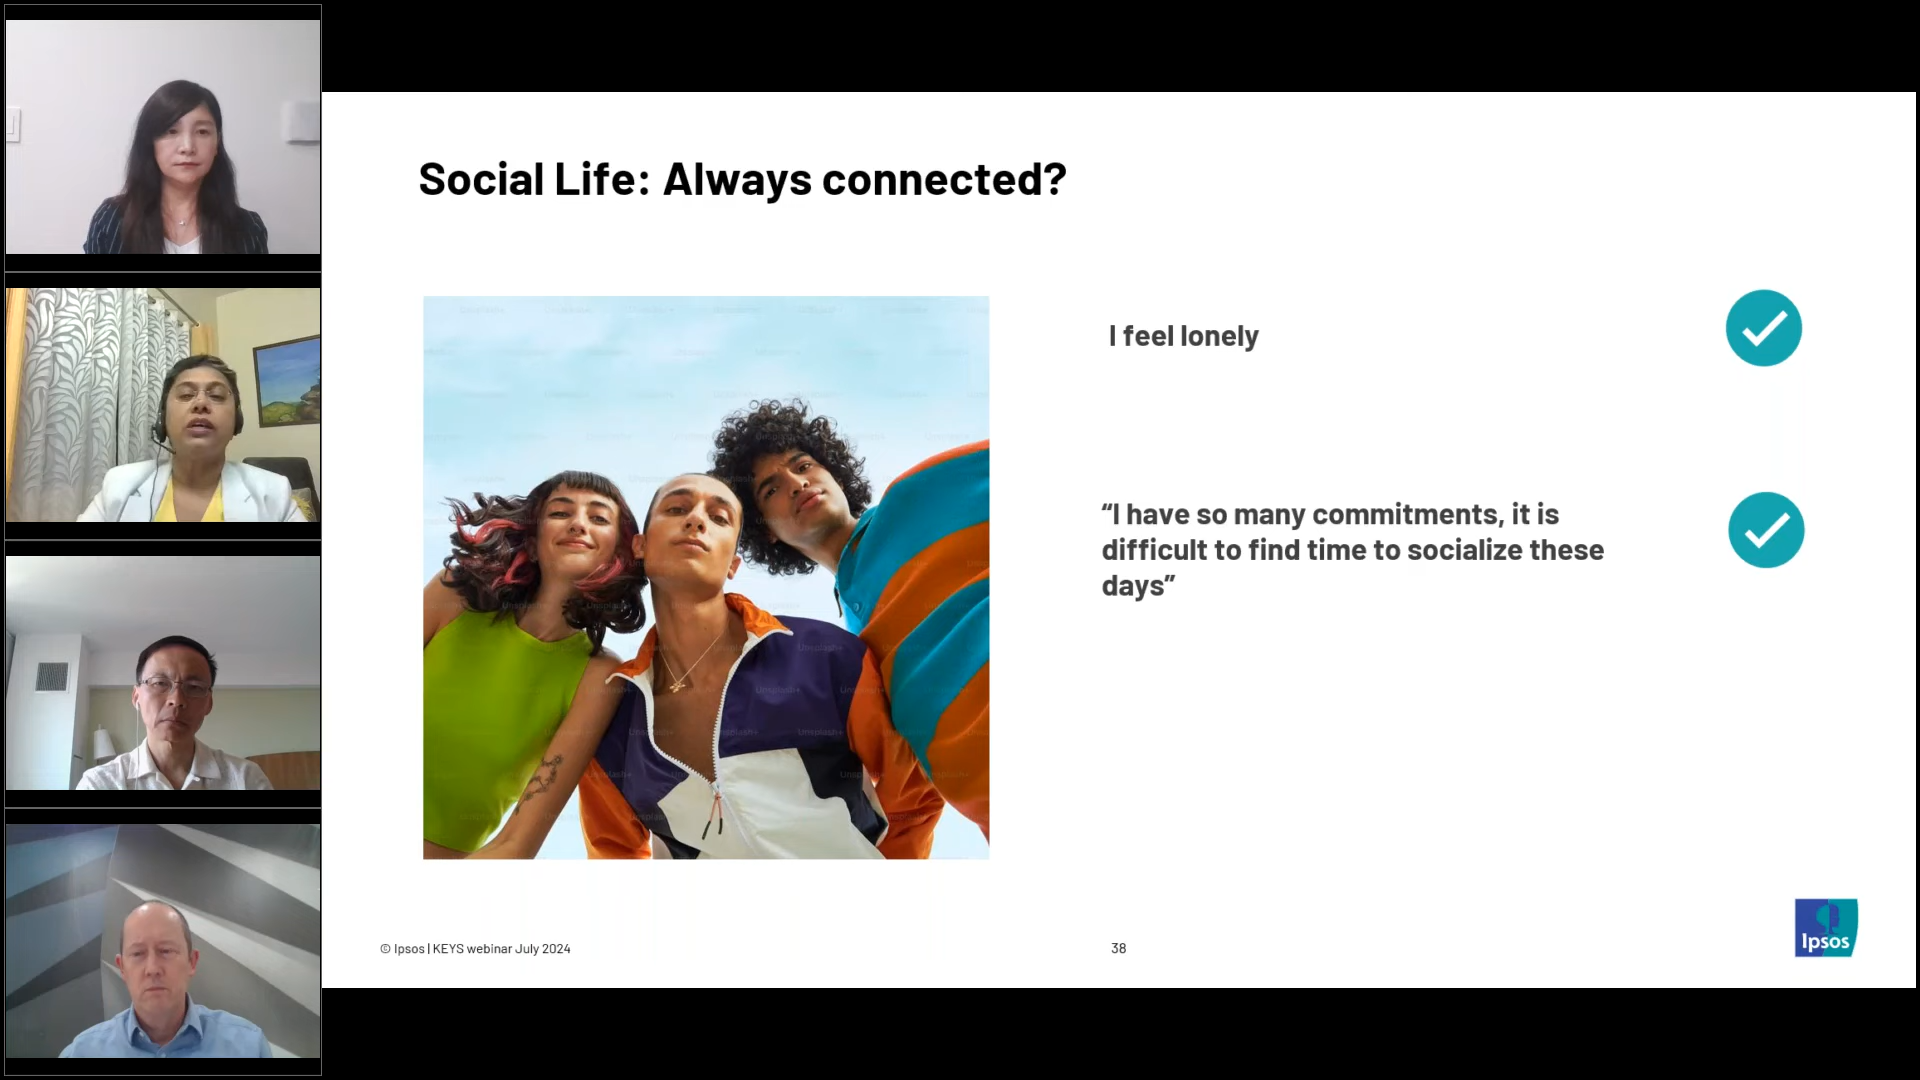 Social Life: Always connected?
I feel lonely
“I have so many commitments, it is
difficult to find time to socialize these
days”
© Ipsos | KEYS webinar July 2024
38
Ipsos